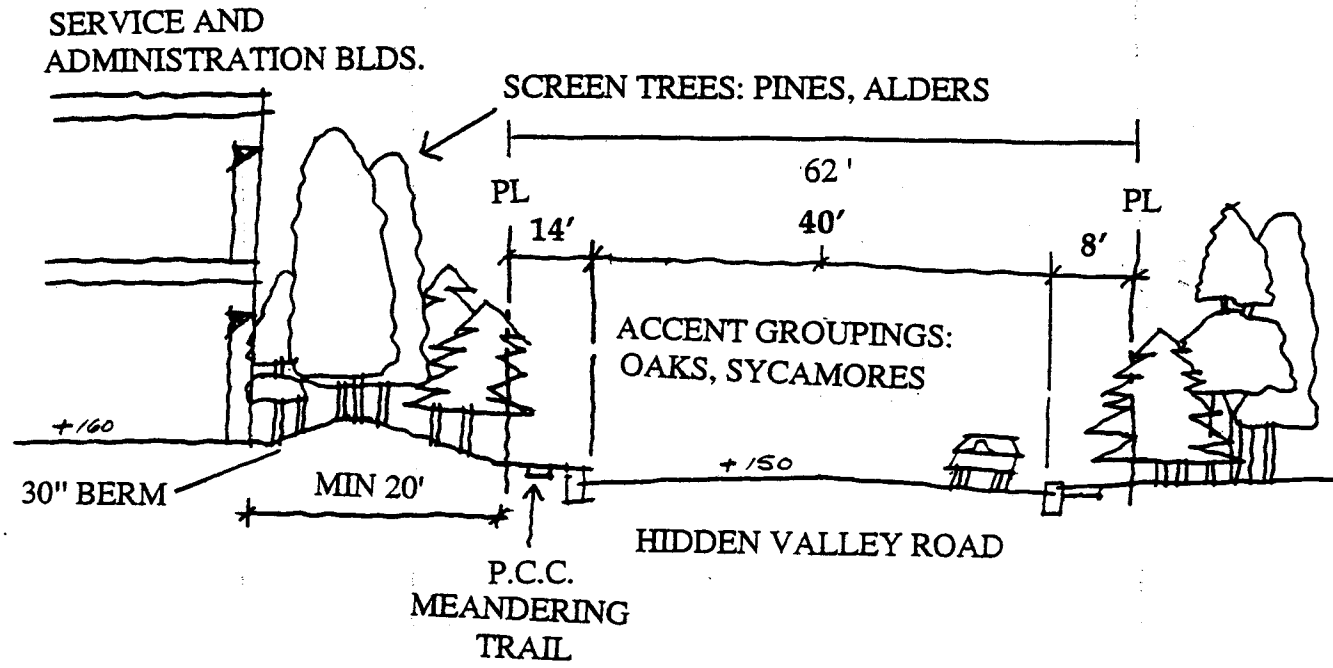 SERVICE AND
ADMINISTRATION BLDS.
SCREEN TREES: PINES, ALDERS
62'
PL
PL
14'
40'
8'
ACCENT GROUPINGS:
OAKS, SYCAMORES
+160
+150
30" BERM
MIN 20'
HIDDEN VALLEY ROAD
P.C.C.
MEANDERING
TRAIL